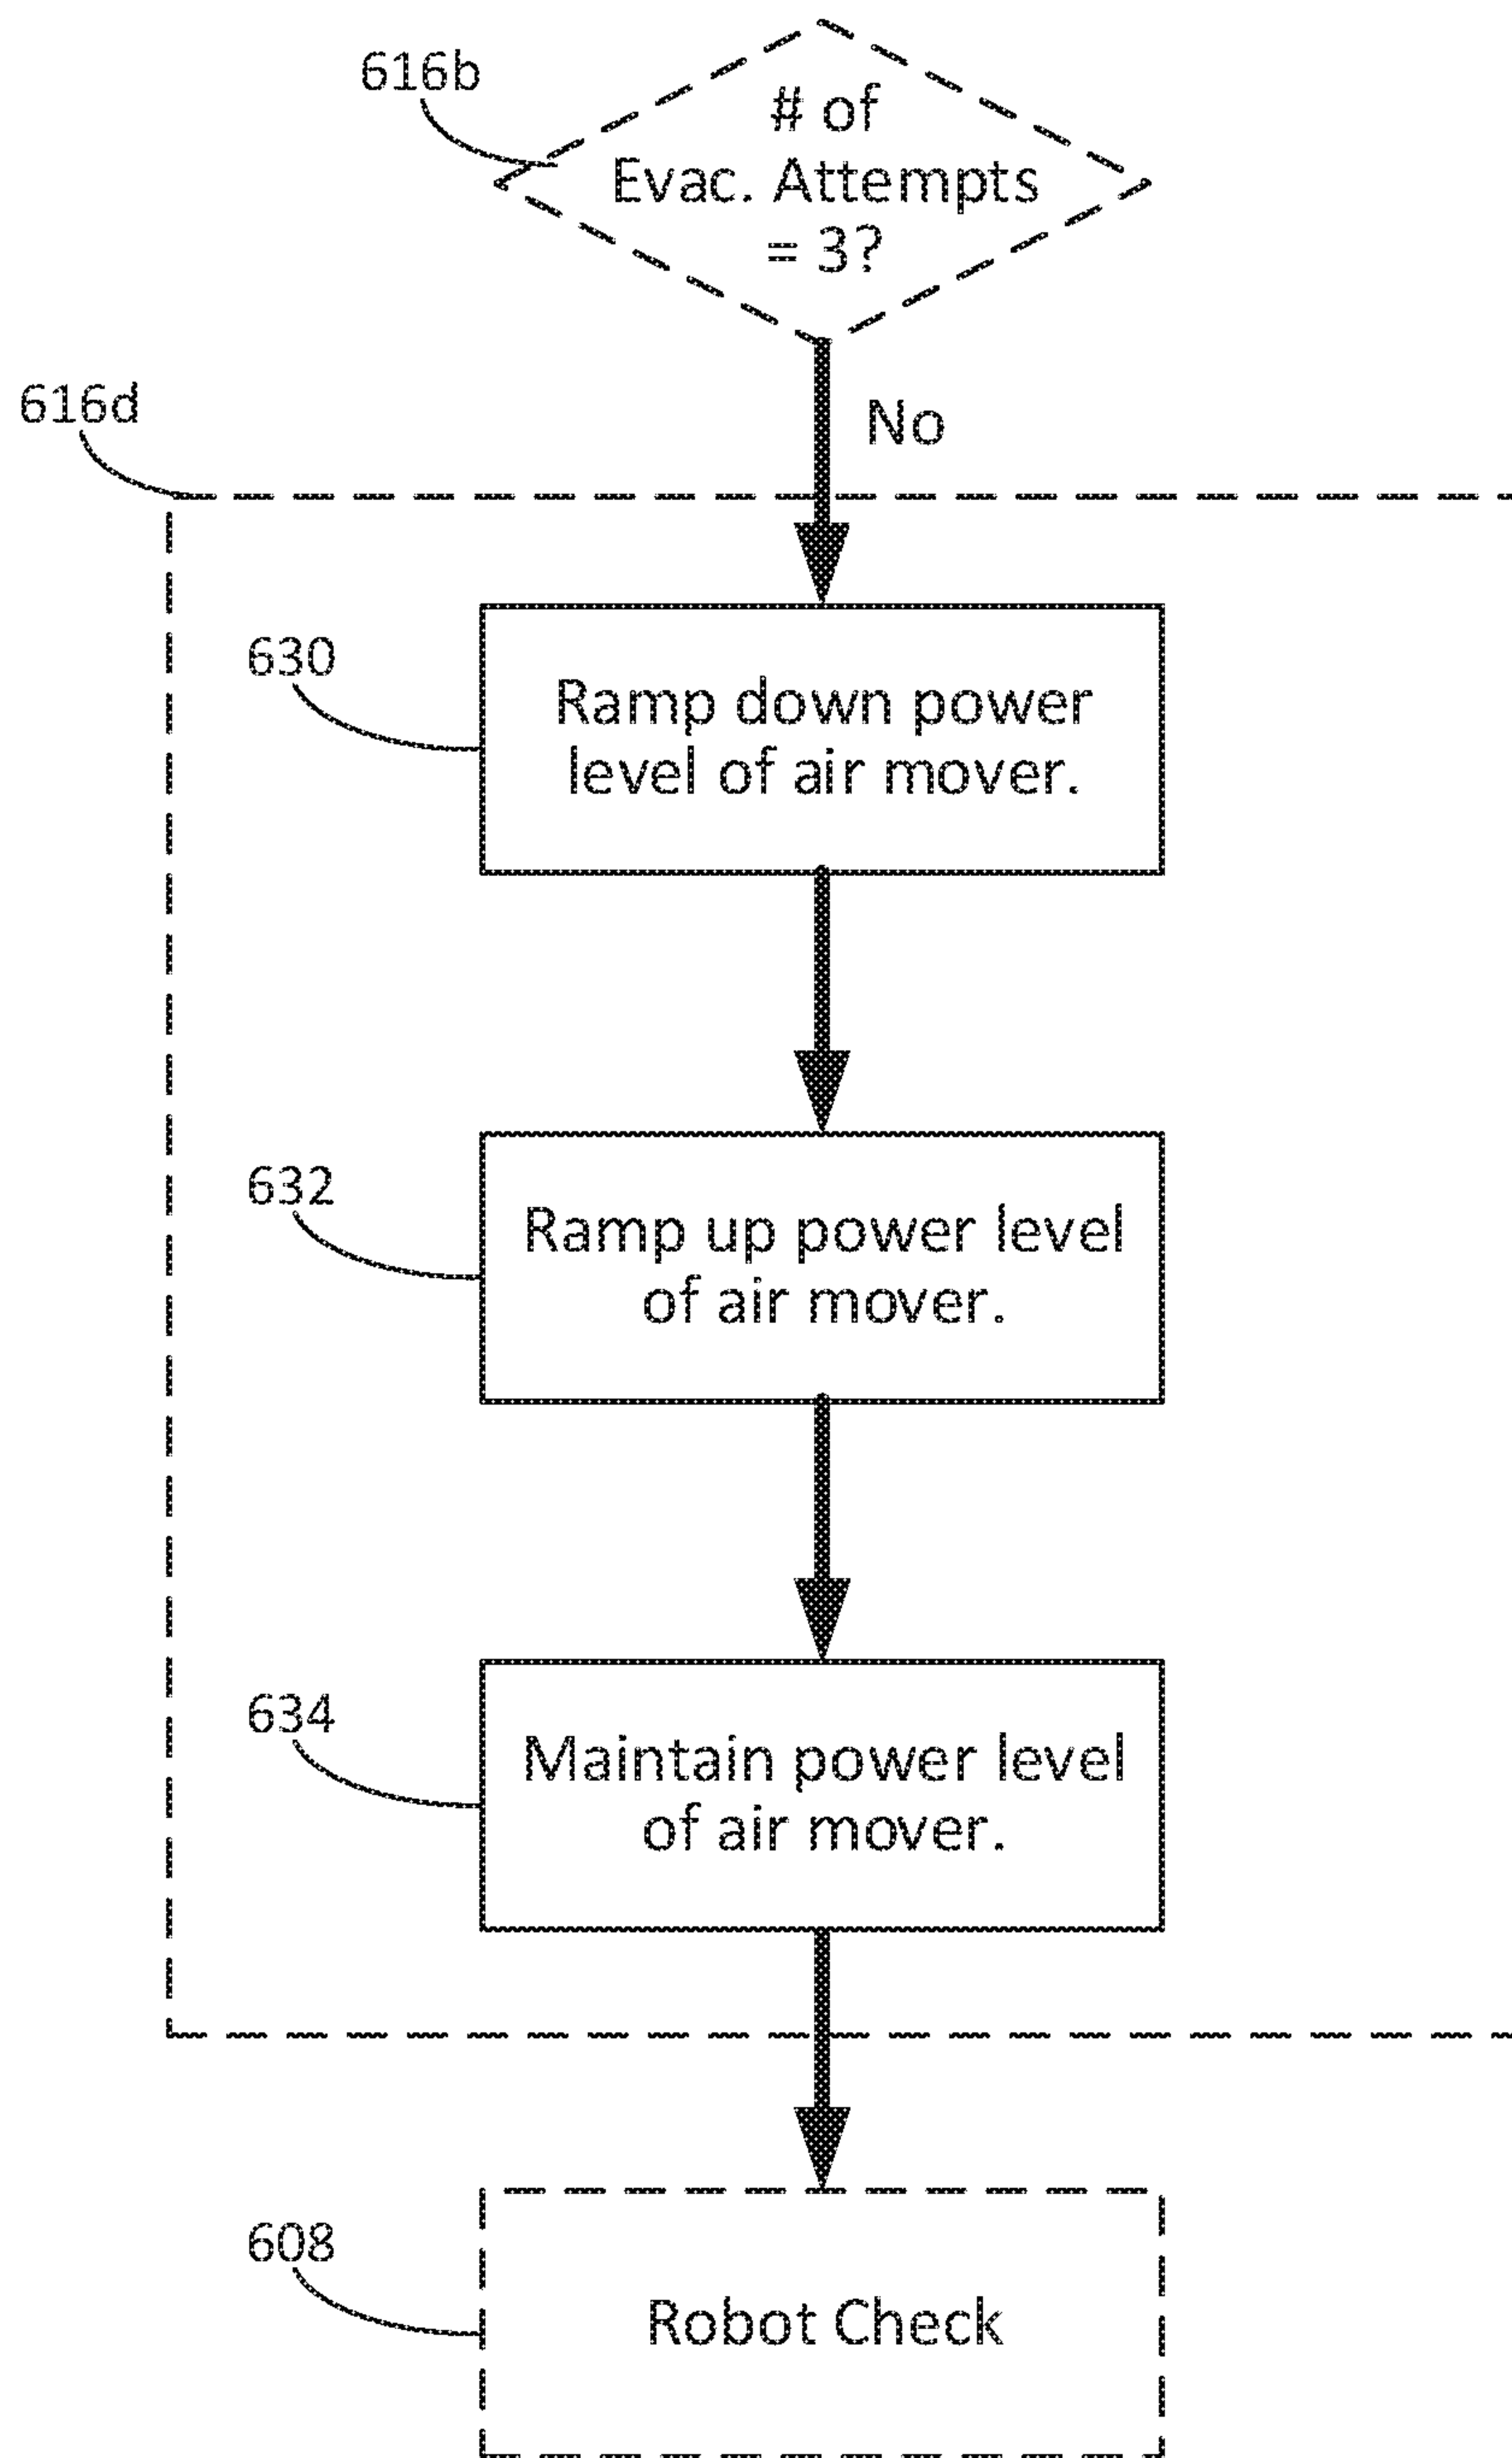 616b
# of
Evac. Attempts
= 3?
616d
No
630
Ramp down power
level of air mover.
632
Ramp up power level
of air mover.
634
Maintain power level
of air mover.
608
Robot Check